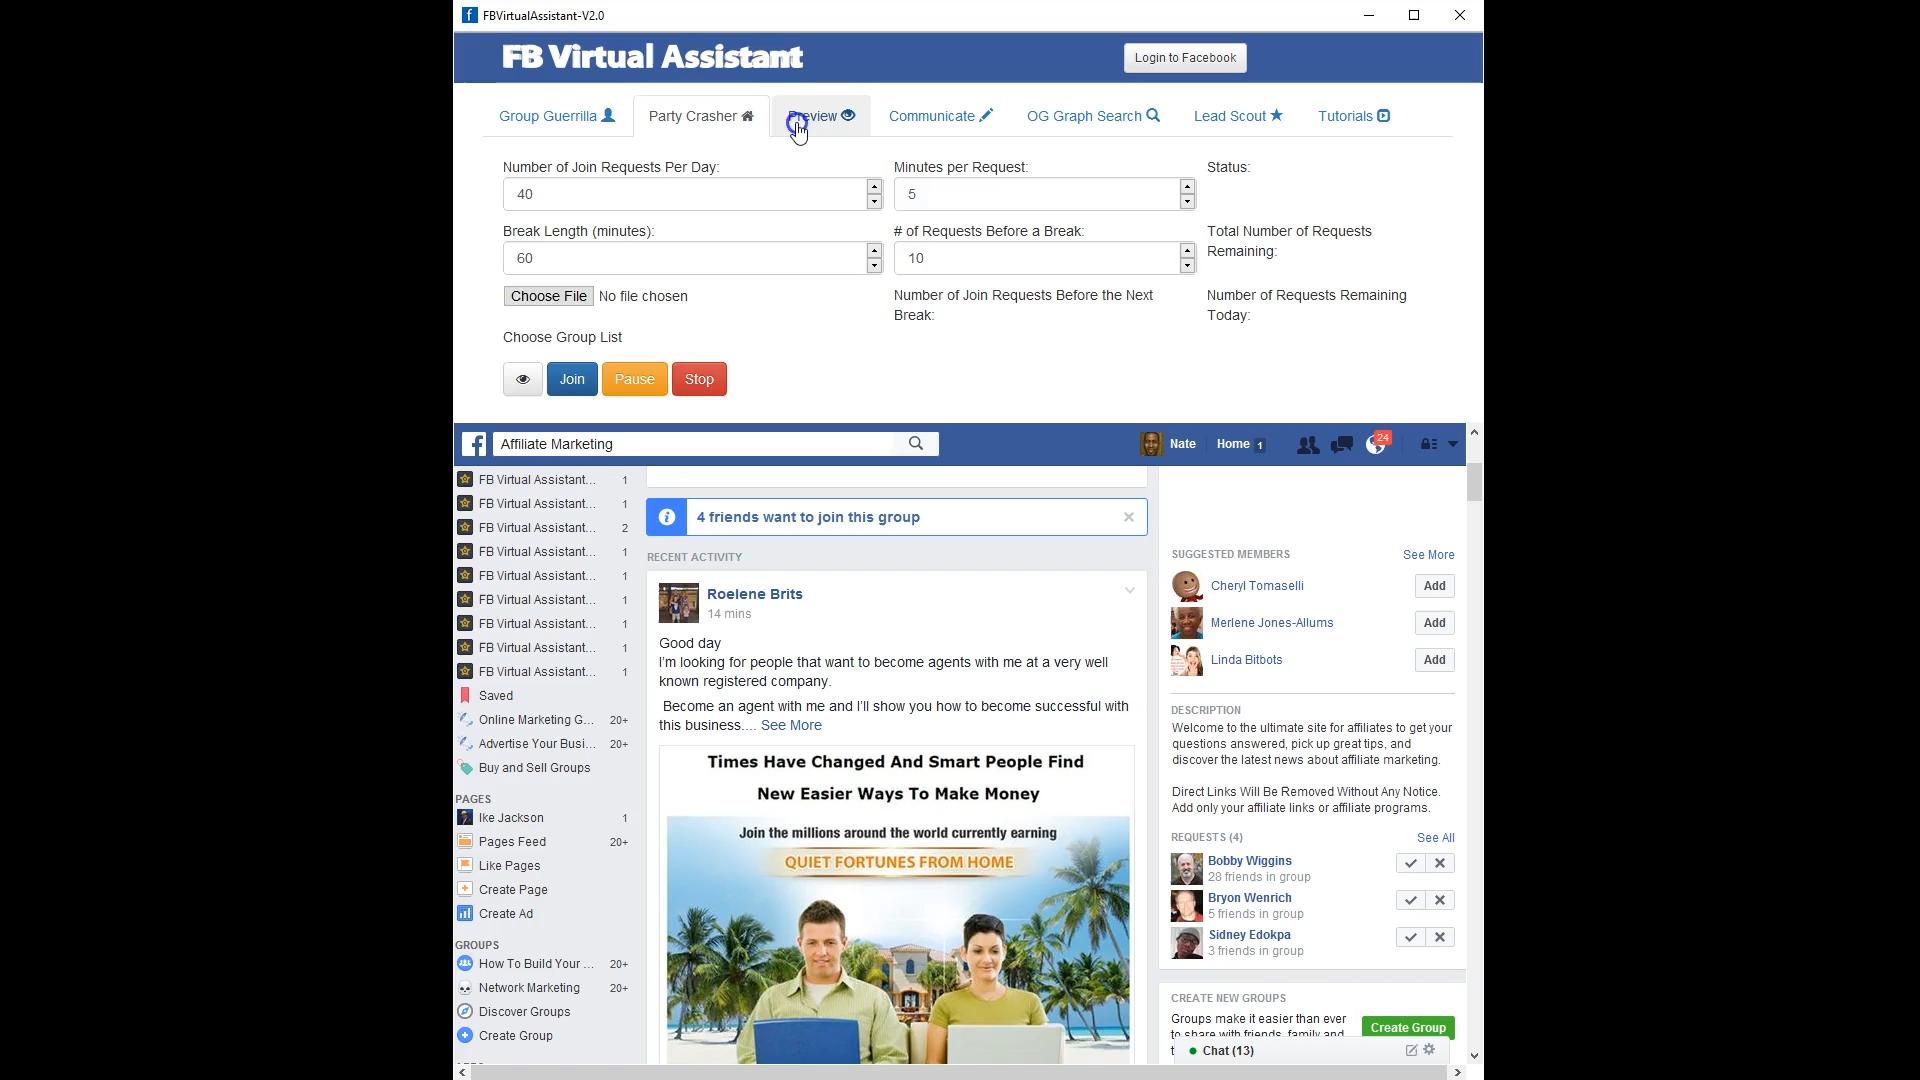 FBVirtualAssistant-V2.0
FB Virtual Assistant
Login to Facebook
Group Guerrilla
Party Crasher
Preview
Communicate
OG Graph Search
Lead Scout
Tutorials
Number of Join Requests Per Day:
Minutes per Request:
Status:
40
5
Break Length (minutes):
# of Requests Before a Break:
Total Number of Requests
Remaining:
60
10
Choose File No file chosen
Number of Join Requests Before the Next
Break:
Number of Requests Remaining
Today:
Choose Group List
Join
Pause
Stop
Affiliate Marketing
Nate
Home 1
24
FB Virtual Assistant... 1
FB Virtual Assistant... 1
FB Virtual Assistant... 2
FB Virtual Assistant... 1
FB Virtual Assistant... 1
FB Virtual Assistant... 1
FB Virtual Assistant... 1
FB Virtual Assistant... 1
FB Virtual Assistant... 1
Saved
Online Marketing G... 20+
Advertise Your Busi... 20+
Buy and Sell Groups
PAGES
Ike Jackson 1
Pages Feed 20+
Like Pages
Create Page
Create Ad
GROUPS
How To Build Your ... 20+
Network Marketing 20+
Discover Groups
Create Group
4 friends want to join this group
RECENT ACTIVITY
Roelene Brits
14 mins
Good day
I'm looking for people that want to become agents with me at a very well
known registered company.
Become an agent with me and I'll show you how to become successful with
this business.... See More
Times Have Changed And Smart People Find
New Easier Ways To Make Money
Join the millions around the world currently earning
QUIET FORTUNES FROM HOME
SUGGESTED MEMBERS
See More
Cheryl Tomaselli
Add
Merlene Jones-Allums
Add
Linda Bitbots
Add
DESCRIPTION
Welcome to the ultimate site for affiliates to get your
questions answered, pick up great tips, and
discover the latest news about affiliate marketing.
Direct Links Will Be Removed Without Any Notice.
Add only your affiliate links or affiliate programs.
REQUESTS (4)
See All
Bobby Wiggins
28 friends in group
Bryon Wenrich
5 friends in group
Sidney Edokpa
3 friends in group
CREATE NEW GROUPS
Groups make it easier than ever
to share with friends, family and
Create Group
Chat (13)